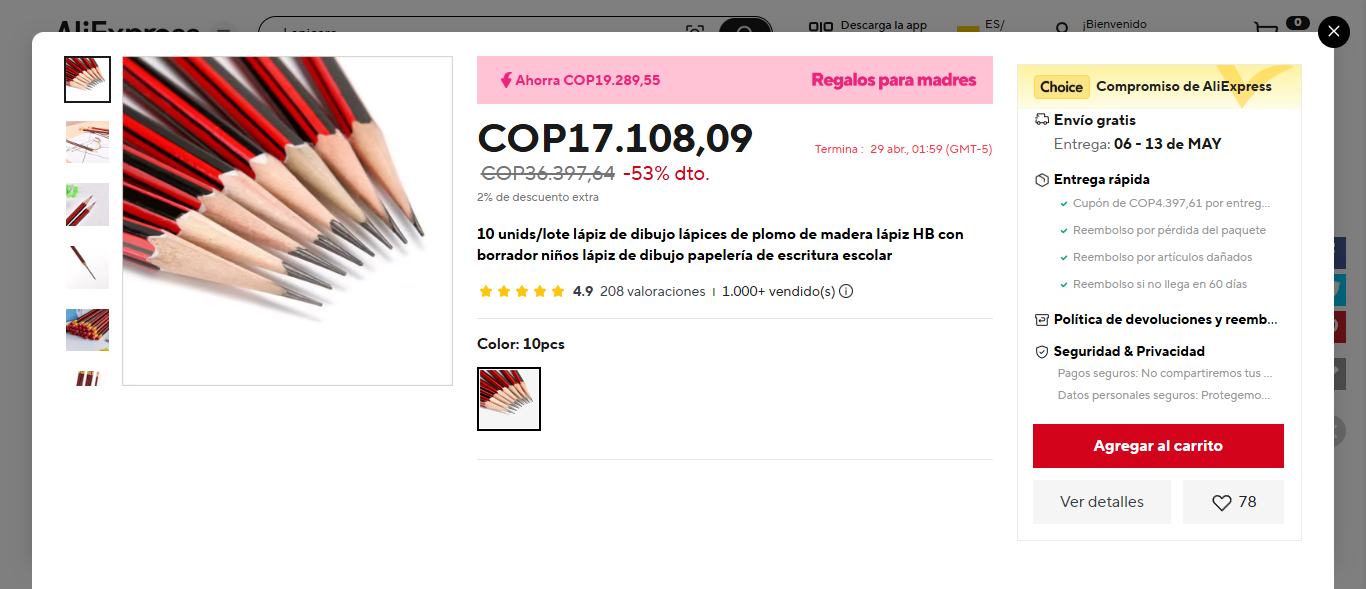 AliExpress
Descarga la app
ES/
¡Bienvenido
0
Ahorra COP19.289,55
Regalos para madres
COP17.108,09
Termina : 29 abr., 01:59 (GMT-5)
COP36.397,64 -53% dto.
2% de descuento extra
10 unids/lote lápiz de dibujo lápices de plomo de madera lápiz HB con
borrador niños lápiz de dibujo papelería de escritura escolar
4.9 208 valoraciones 1.000+ vendido(s)
Color: 10pcs
Choice Compromiso de AliExpress
Envío gratis
Entrega: 06 - 13 de MAY
Entrega rápida
Cupón de COP4.397,61 por entreg...
Reembolso por pérdida del paquete
Reembolso por artículos dañados
Reembolso si no llega en 60 días
Política de devoluciones y reemb...
Seguridad & Privacidad
Pagos seguros: No compartiremos tus ...
Datos personales seguros: Protegemo...
Agregar al carrito
Ver detalles
78